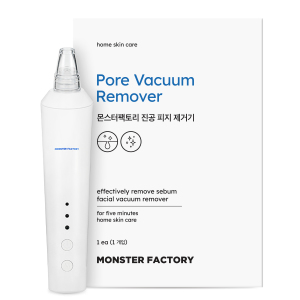 home skin care
Pore Vacuum
Remover
몬스터팩토리 진공 피지 제거기
effectively remove sebum
facial vacuum remover
for five minutes
home skin care
1 ea (1 개입)
MONSTER FACTORY
MONSTER FACTORY